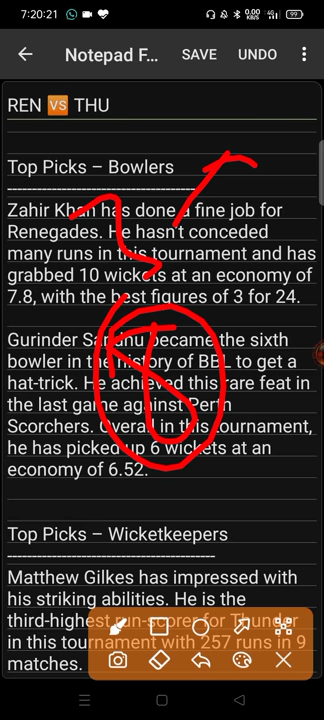 7:20:21
0.00
KB/S
4G
99
Notepad F...
SAVE
UNDO
REN VS THU
Top Picks – Bowlers
Zahir Khan has done a fine job for
Renegades. He hasn't conceded
many runs in this tournament and has
grabbed 10 wickets at an economy of
7.8, with the best figures of 3 for 24.
Gurinder Sandhu became the sixth
bowler in the history of BBL to get a
hat-trick. He achieved this rare feat in
the last game against Perth
Scorchers. Overall in this tournament,
he has picked up 6 wickets at an
economy of 6.52.
Top Picks – Wicketkeepers
Matthew Gilkes has impressed with
his striking abilities. He is the
third-highest run-scorer for Thunder
in this tournament with 257 runs in 9
matches.